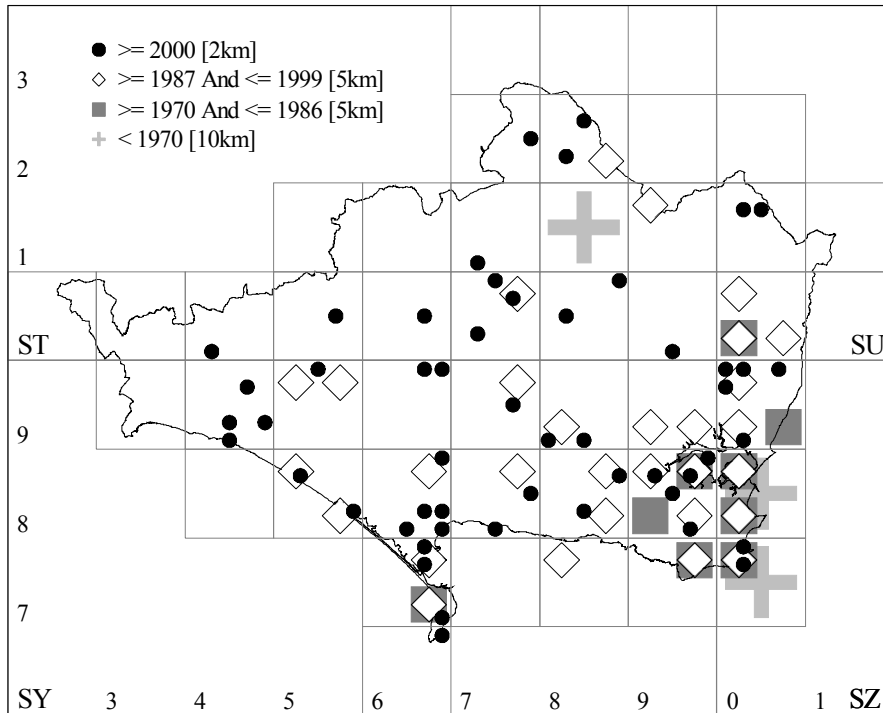 >= 2000 [2km]
>= 1987 And <= 1999 [5km]
>= 1970 And <= 1986 [5km]
< 1970 [10km]
3
2
1
ST SU
9
8
7
SY 3 4 5 6 7 8 9 0 1 SZ